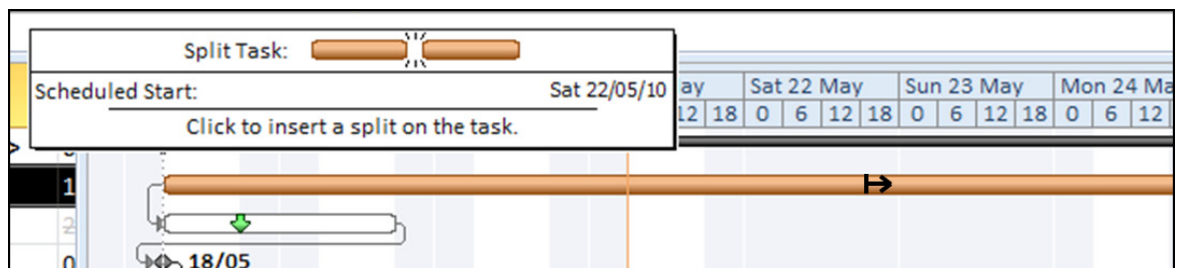 Split Task:
Scheduled Start: Sat 22/05/10
Click to insert a split on the task.
ay Sat 22 May Sun 23 May Mon 24 Ma
12 18 0 6 12 18 0 6 12 18 0 6 12
>
1
2
0 18/05